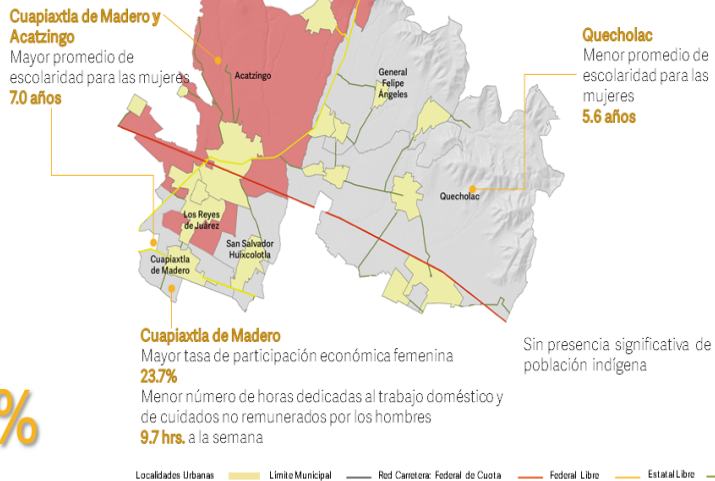 Cuapiaxtla de Madero y
Acatzingo
Mayor promedio de
escolaridad para las mujeres
7.0 años
Quecholac
Menor promedio de
escolaridad para las
mujeres
5.6 años
Acatzingo
General
Felipe
Ángeles
Quecholac
Los Reyes
de Juárez
San Salvador
Huixcolotla
Cuapiaxtla
de Madero
Cuapiaxtla de Madero
Mayor tasa de participación económica femenina
23.7%
Menor número de horas dedicadas al trabajo doméstico y
de cuidados no remunerados por los hombres
9.7 hrs. a la semana
Sin presencia significativa de
población indígena
%
Localidades Urbanas Límite Municipal Red Carretera: Federal de Cuota Federal Libre Estatal Libre